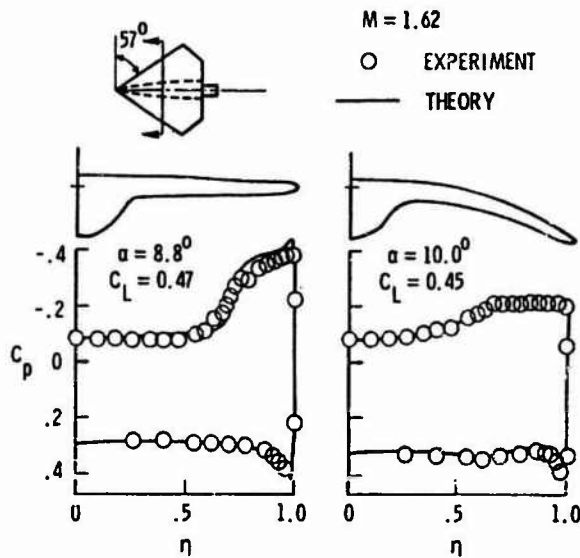 M = 1.62
57°
EXPERIMENT
THEORY
-.4
-.2
C_p 0
.2
.4
α = 8.8°
C_L = 0.47
α = 10.0°
C_L = 0.45
0 .5 1.0
η
0 .5 1.0
η